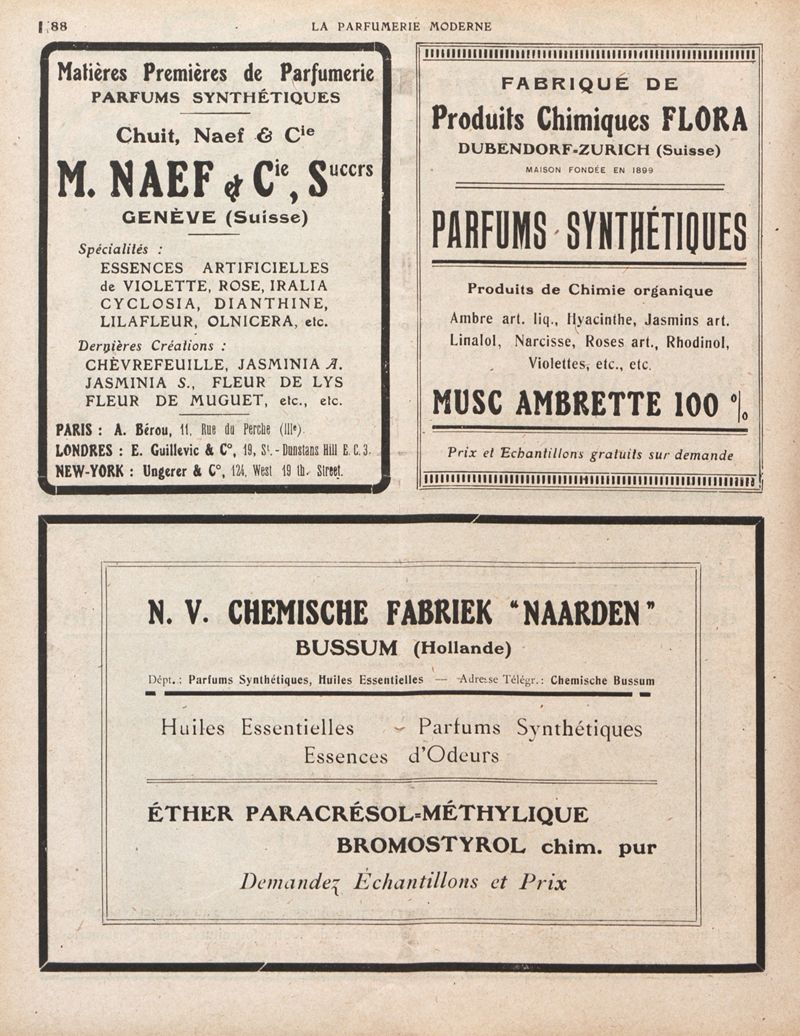 88
LA PARFUMERIE MODERNE
Matières Premières de Parfumerie
PARFUMS SYNTHÉTIQUES
Chuit, Naef & Cie
M. NAEF & Cie, Succrs
GENÈVE (Suisse)
Spécialités :
ESSENCES ARTIFICIELLES
de VIOLETTE, ROSE, IRALIA
CYCLOSIA, DIANTHINE,
LILAFLEUR, OLNICERA, etc.
Dernières Créations :
CHÈVREFEUILLE, JASMINIA A.
JASMINIA S., FLEUR DE LYS
FLEUR DE MUGUET, etc., etc.
PARIS : A. Bérou, 11, Rue du Perche (IIIe)
LONDRES : E. Guillevic & C°, 19, St.-Dunstans Hill E.C.3.
NEW-YORK : Ungerer & C°, 124, West 19 th. Street.
FABRIQUE DE
Produits Chimiques FLORA
DUBENDORF-ZURICH (Suisse)
MAISON FONDÉE EN 1899
PARFUMS SYNTHÉTIQUES
Produits de Chimie organique
Ambre art. liq., Hyacinthe, Jasmins art.
Linalol, Narcisse, Roses art., Rhodinol,
Violettes, etc., etc.
MUSC AMBRETTE 100 %
Prix et Echantillons gratuits sur demande
N. V. CHEMISCHE FABRIEK "NAARDEN"
BUSSUM (Hollande)
Dépt.: Parfums Synthétiques, Huiles Essentielles — Adresse Télégr.: Chemische Bussum
Huiles Essentielles - Parfums Synthétiques
Essences d'Odeurs
ÉTHER PARACRÉSOL-MÉTHYLIQUE
BROMOSTYROL chim. pur
Demandez Échantillons et Prix